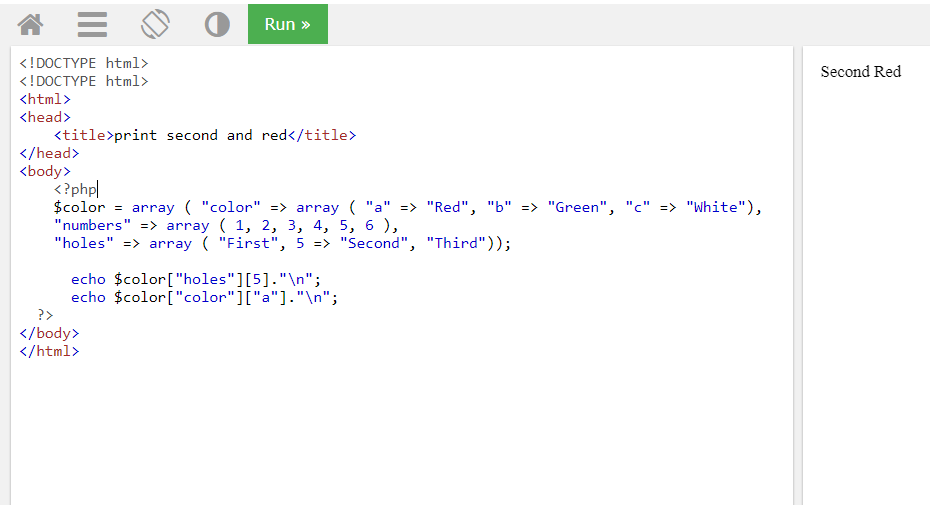 Run »
<!DOCTYPE html>
<!DOCTYPE html>
<html>
<head>
    <title>print second and red</title>
</head>
<body>
    <?php
    $color = array ( "color" => array ( "a" => "Red", "b" => "Green", "c" => "White"),
    "numbers" => array ( 1, 2, 3, 4, 5, 6 ),
    "holes" => array ( "First", 5 => "Second", "Third"));

      echo $color["holes"][5]."\n";
      echo $color["color"]["a"]."\n";
  ?>
</body>
</html>
Second Red